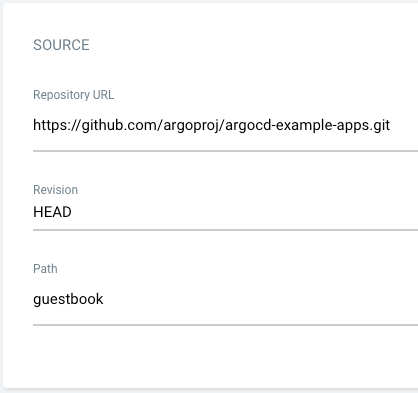 SOURCE
Repository URL
https://github.com/argoproj/argocd-example-apps.git
Revision
HEAD
Path
guestbook